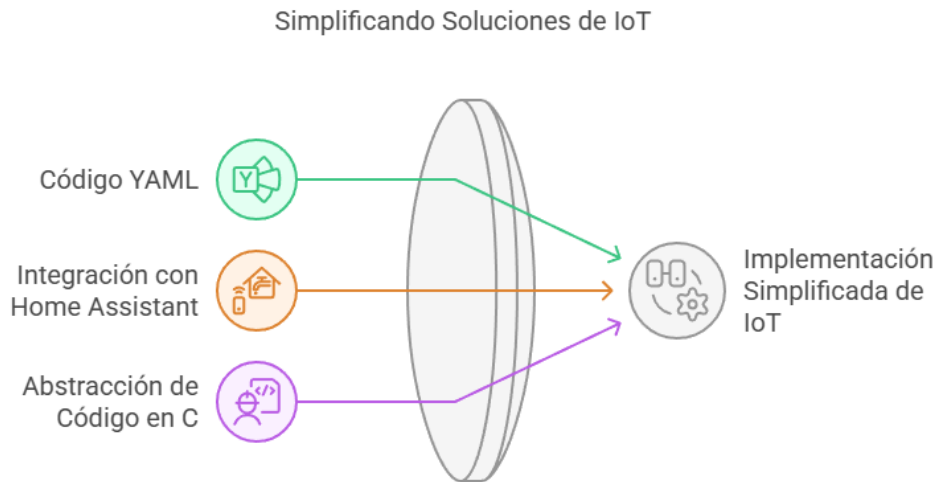 Simplificando Soluciones de IoT
Código YAML
Y
Integración con
Home Assistant
Abstracción de
Código en C
</>
Implementación
Simplificada de
IoT